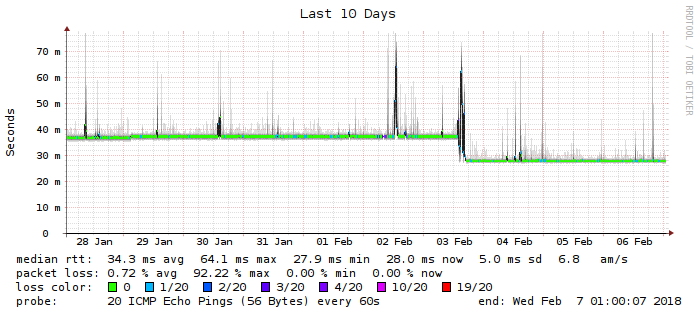 Last 10 Days
RRDTOOL / TOBI OETIKER
Seconds
70 m
60 m
50 m
40 m
30 m
20 m
10 m
0
28 Jan 29 Jan 30 Jan 31 Jan 01 Feb 02 Feb 03 Feb 04 Feb 05 Feb 06 Feb
median rtt: 34.3 ms avg 64.1 ms max 27.9 ms min 28.0 ms now 5.0 ms sd 6.8 am/s
packet loss: 0.72 % avg 92.22 % max 0.00 % min 0.00 % now
loss color: 0 1/20 2/20 3/20 4/20 10/20 19/20
probe: 20 ICMP Echo Pings (56 Bytes) every 60s end: Wed Feb 7 01:00:07 2018